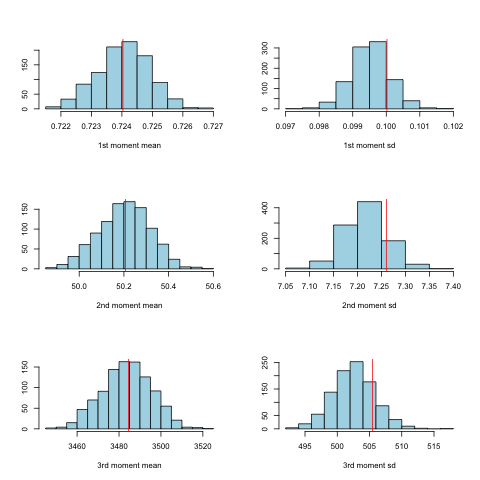 0 50 150
0.722 0.723 0.724 0.725 0.726 0.727
1st moment mean
0 100 300
0.097 0.098 0.099 0.100 0.101 0.102
1st moment sd
0 50 100 150
50.0 50.2 50.4 50.6
2nd moment mean
0 200 400
7.05 7.10 7.15 7.20 7.25 7.30 7.35 7.40
2nd moment sd
0 50 100 150
3460 3480 3500 3520
3rd moment mean
0 50 150 250
495 500 505 510 515
3rd moment sd